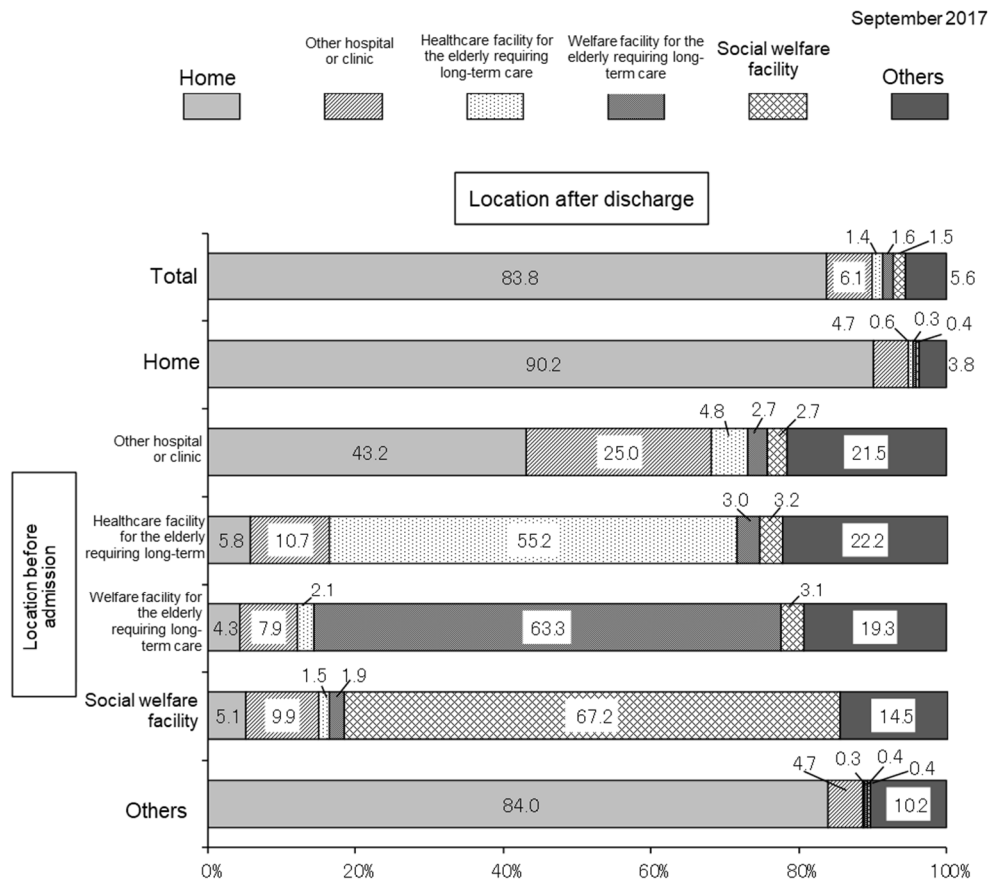 September 2017
Home
Other hospital
or clinic
Healthcare facility for
the elderly requiring
long-term care
Welfare facility for the
elderly requiring long-
term care
Social welfare
facility
Others
Location after discharge
Location before
admission
Total
83.8
6.1
1.4
1.6
1.5
5.6
Home
90.2
4.7
0.6
0.3
0.4
3.8
Other hospital
or clinic
43.2
25.0
4.8
2.7
2.7
21.5
Healthcare facility
for the elderly
requiring long-term
5.8
10.7
55.2
3.0
3.2
22.2
Welfare facility for
the elderly
requiring long-
term care
4.3
7.9
2.1
63.3
3.1
19.3
Social welfare
facility
5.1
9.9
1.5
1.9
67.2
14.5
Others
84.0
4.7
0.3
0.4
0.4
10.2
0%
20%
40%
60%
80%
100%